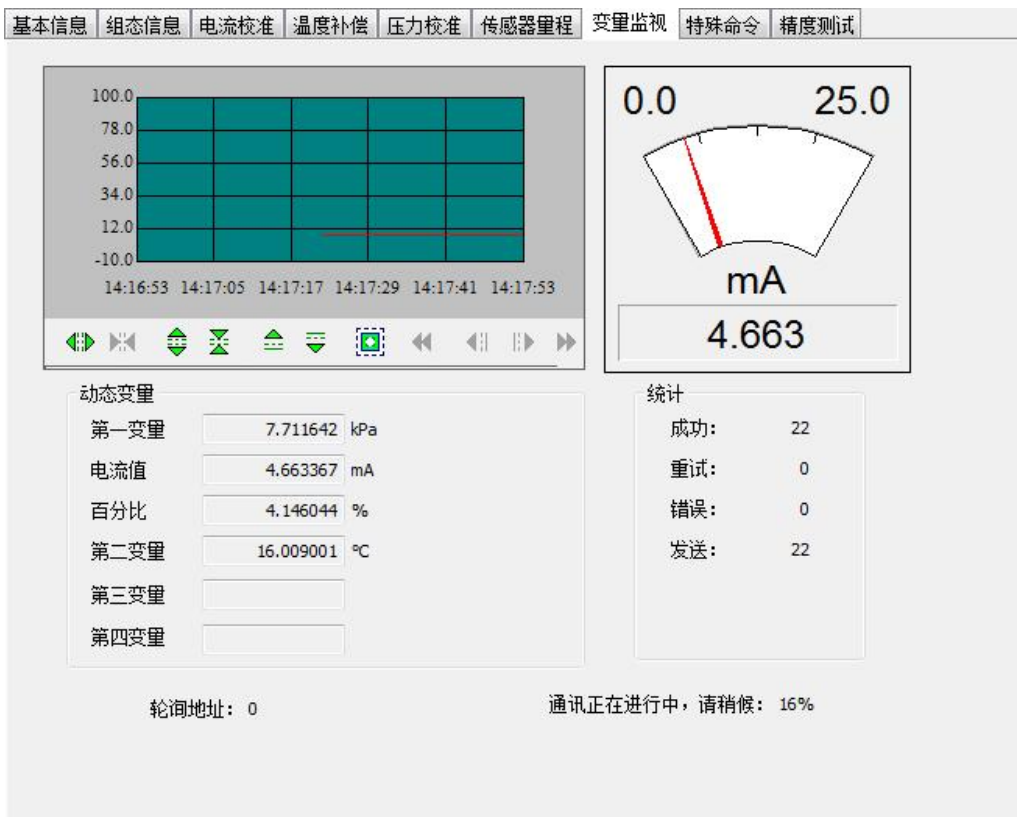 基本信息 组态信息 电流校准 温度补偿 压力校准 传感器量程 变量监视 特殊命令 精度测试
100.0
78.0
56.0
34.0
12.0
-10.0
14:16:53 14:17:05 14:17:17 14:17:29 14:17:41 14:17:53
0.0 25.0
mA
4.663
动态变量
第一变量 7.711642 kPa
电流值 4.663367 mA
百分比 4.146044 %
第二变量 16.009001 ℃
第三变量
第四变量
统计
成功: 22
重试: 0
错误: 0
发送: 22
轮询地址: 0
通讯正在进行中,请稍候: 16%